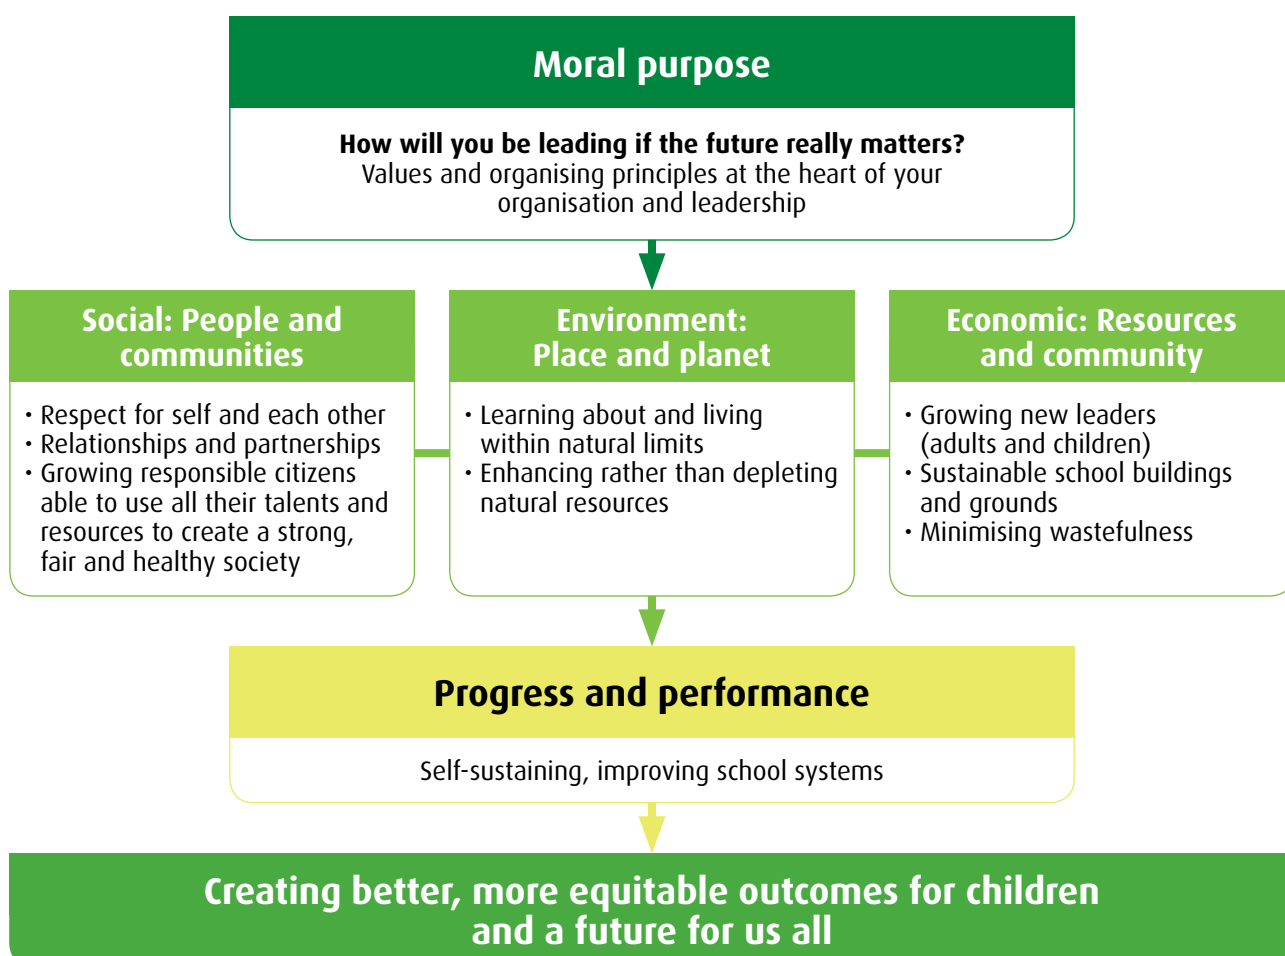 Moral purpose
How will you be leading if the future really matters?
Values and organising principles at the heart of your
organisation and leadership
Social: People and
communities
• Respect for self and each other
• Relationships and partnerships
• Growing responsible citizens
able to use all their talents and
resources to create a strong,
fair and healthy society
Environment:
Place and planet
• Learning about and living
within natural limits
• Enhancing rather than depleting
natural resources
Economic: Resources
and community
• Growing new leaders
(adults and children)
• Sustainable school buildings
and grounds
• Minimising wastefulness
Progress and performance
Self-sustaining, improving school systems
Creating better, more equitable outcomes for children
and a future for us all